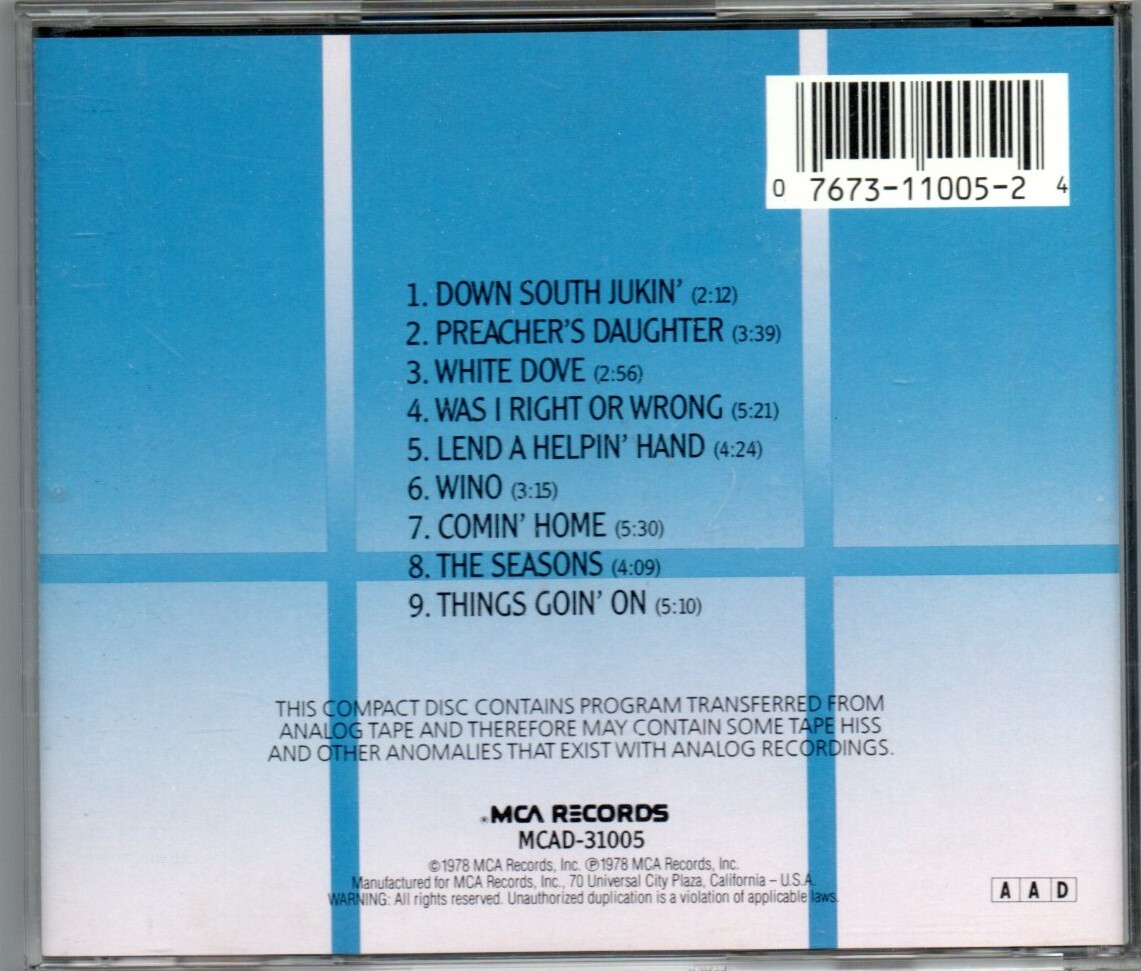 0 7673-11005-2 4
1. DOWN SOUTH JUKIN' (2:12)
2. PREACHER'S DAUGHTER (3:39)
3. WHITE DOVE (2:56)
4. WAS I RIGHT OR WRONG (5:21)
5. LEND A HELPIN' HAND (4:24)
6. WINO (3:15)
7. COMIN' HOME (5:30)
8. THE SEASONS (4:09)
9. THINGS GOIN' ON (5:10)
THIS COMPACT DISC CONTAINS PROGRAM TRANSFERRED FROM
ANALOG TAPE AND THEREFORE MAY CONTAIN SOME TAPE HISS
AND OTHER ANOMALIES THAT EXIST WITH ANALOG RECORDINGS.
MCA RECORDS
MCAD-31005
©1978 MCA Records, Inc. ℗1978 MCA Records, Inc.
Manufactured for MCA Records, Inc., 70 Universal City Plaza, California – U.S.A.
WARNING: All rights reserved. Unauthorized duplication is a violation of applicable laws.
A A D